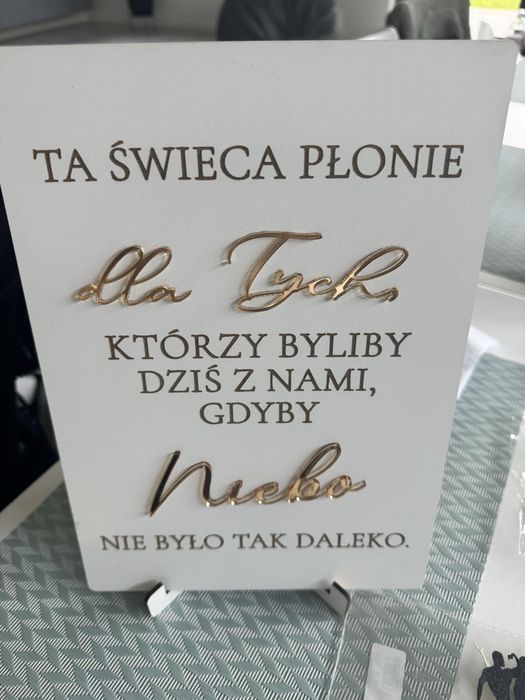 TA ŚWIECA PŁONIE
dla Tych,
KTÓRZY BYLIBY
DZIŚ Z NAMI,
GDYBY
Niebo
NIE BYŁO TAK DALEKO.